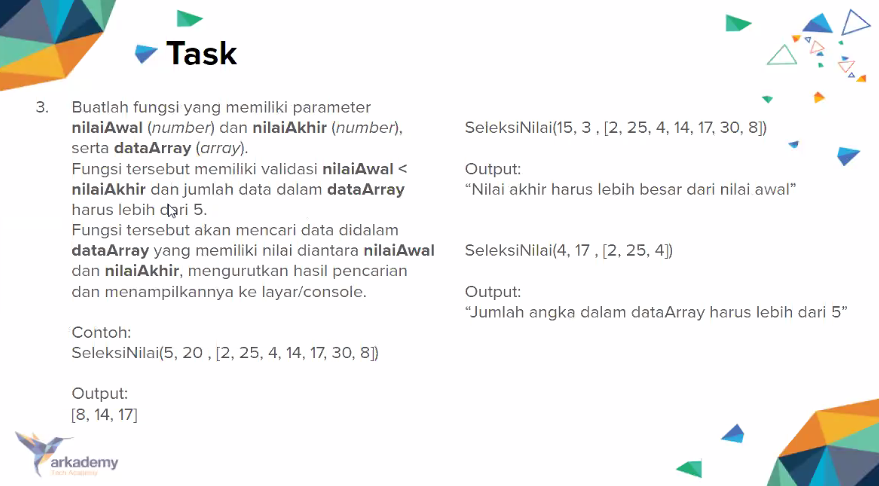 Task
3. Buatlah fungsi yang memiliki parameter
nilaiAwal (number) dan nilaiAkhir (number),
serta dataArray (array).
Fungsi tersebut memiliki validasi nilaiAwal <
nilaiAkhir dan jumlah data dalam dataArray
harus lebih dari 5.
Fungsi tersebut akan mencari data didalam
dataArray yang memiliki nilai diantara nilaiAwal
dan nilaiAkhir, mengurutkan hasil pencarian
dan menampilkannya ke layar/console.
Contoh:
SeleksiNilai(5, 20 , [2, 25, 4, 14, 17, 30, 8])
Output:
[8, 14, 17]
SeleksiNilai(15, 3 , [2, 25, 4, 14, 17, 30, 8])
Output:
“Nilai akhir harus lebih besar dari nilai awal”
SeleksiNilai(4, 17 , [2, 25, 4])
Output:
“Jumlah angka dalam dataArray harus lebih dari 5”
arkademy
Tech Academy